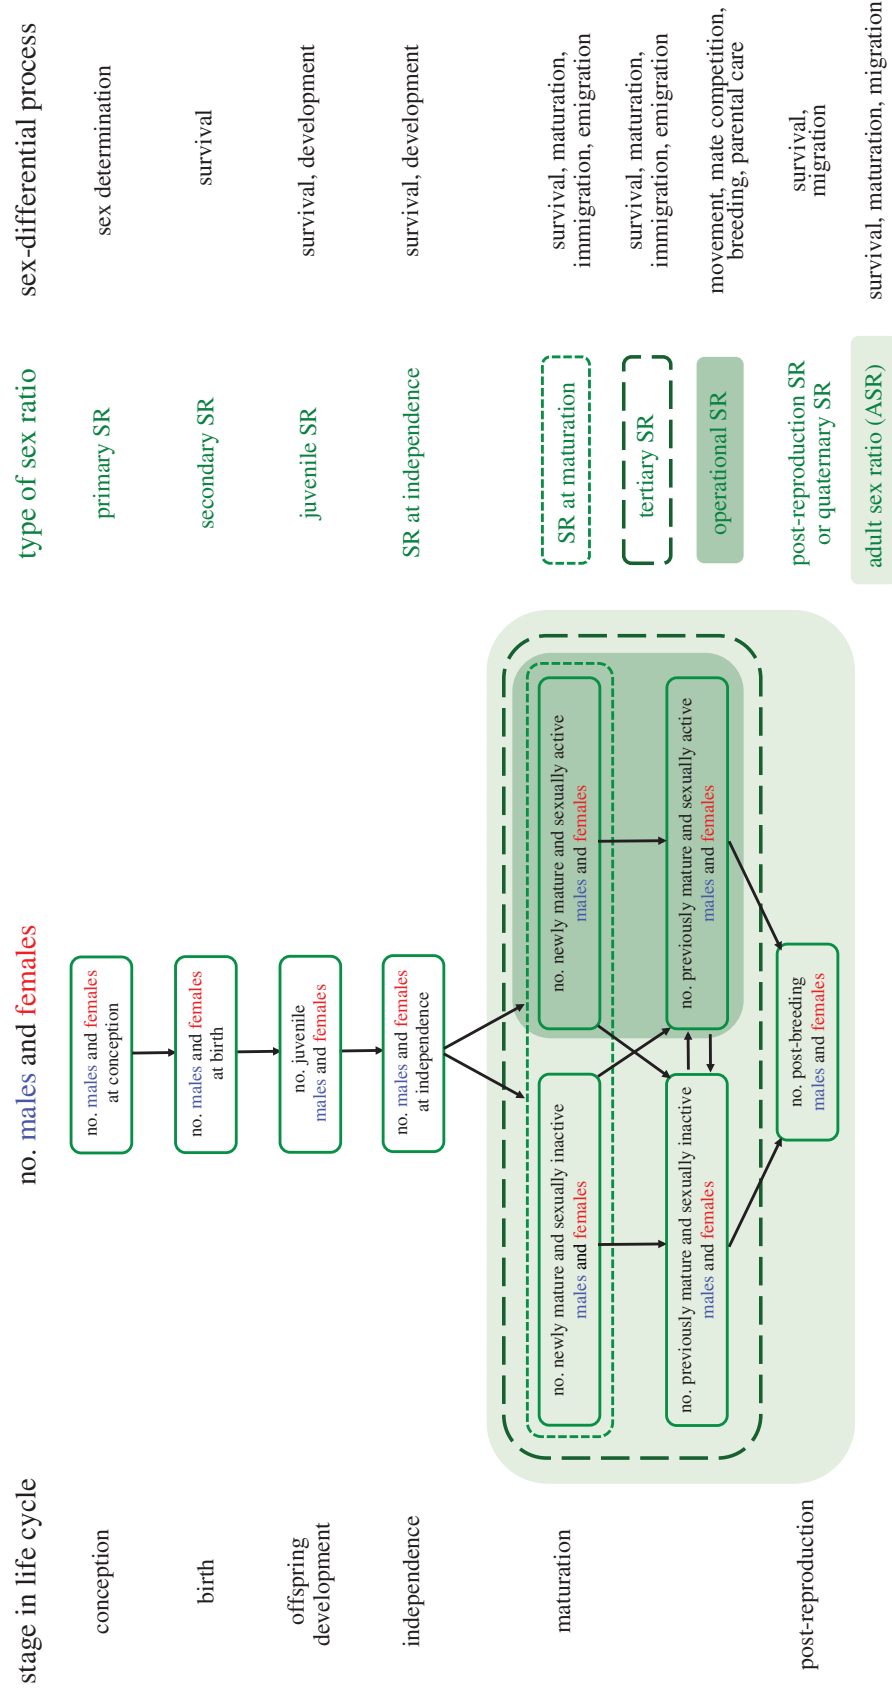 stage in life cycle
no. males and females
type of sex ratio
sex-differential process
conception
no. males and females
at conception
primary SR
sex determination
birth
no. males and females
at birth
secondary SR
survival
offspring
development
no. juvenile
males and females
juvenile SR
survival, development
independence
no. males and females
at independence
SR at independence
survival, development
maturation
no. newly mature and sexually inactive
males and females
no. newly mature and sexually active
males and females
SR at maturation
survival, maturation,
immigration, emigration
tertiary SR
survival, maturation,
immigration, emigration
no. previously mature and sexually inactive
males and females
no. previously mature and sexually active
males and females
operational SR
movement, mate competition,
breeding, parental care
post-reproduction
no. post-breeding
males and females
post-reproduction SR
or quaternary SR
survival,
migration
adult sex ratio (ASR)
survival, maturation, migration